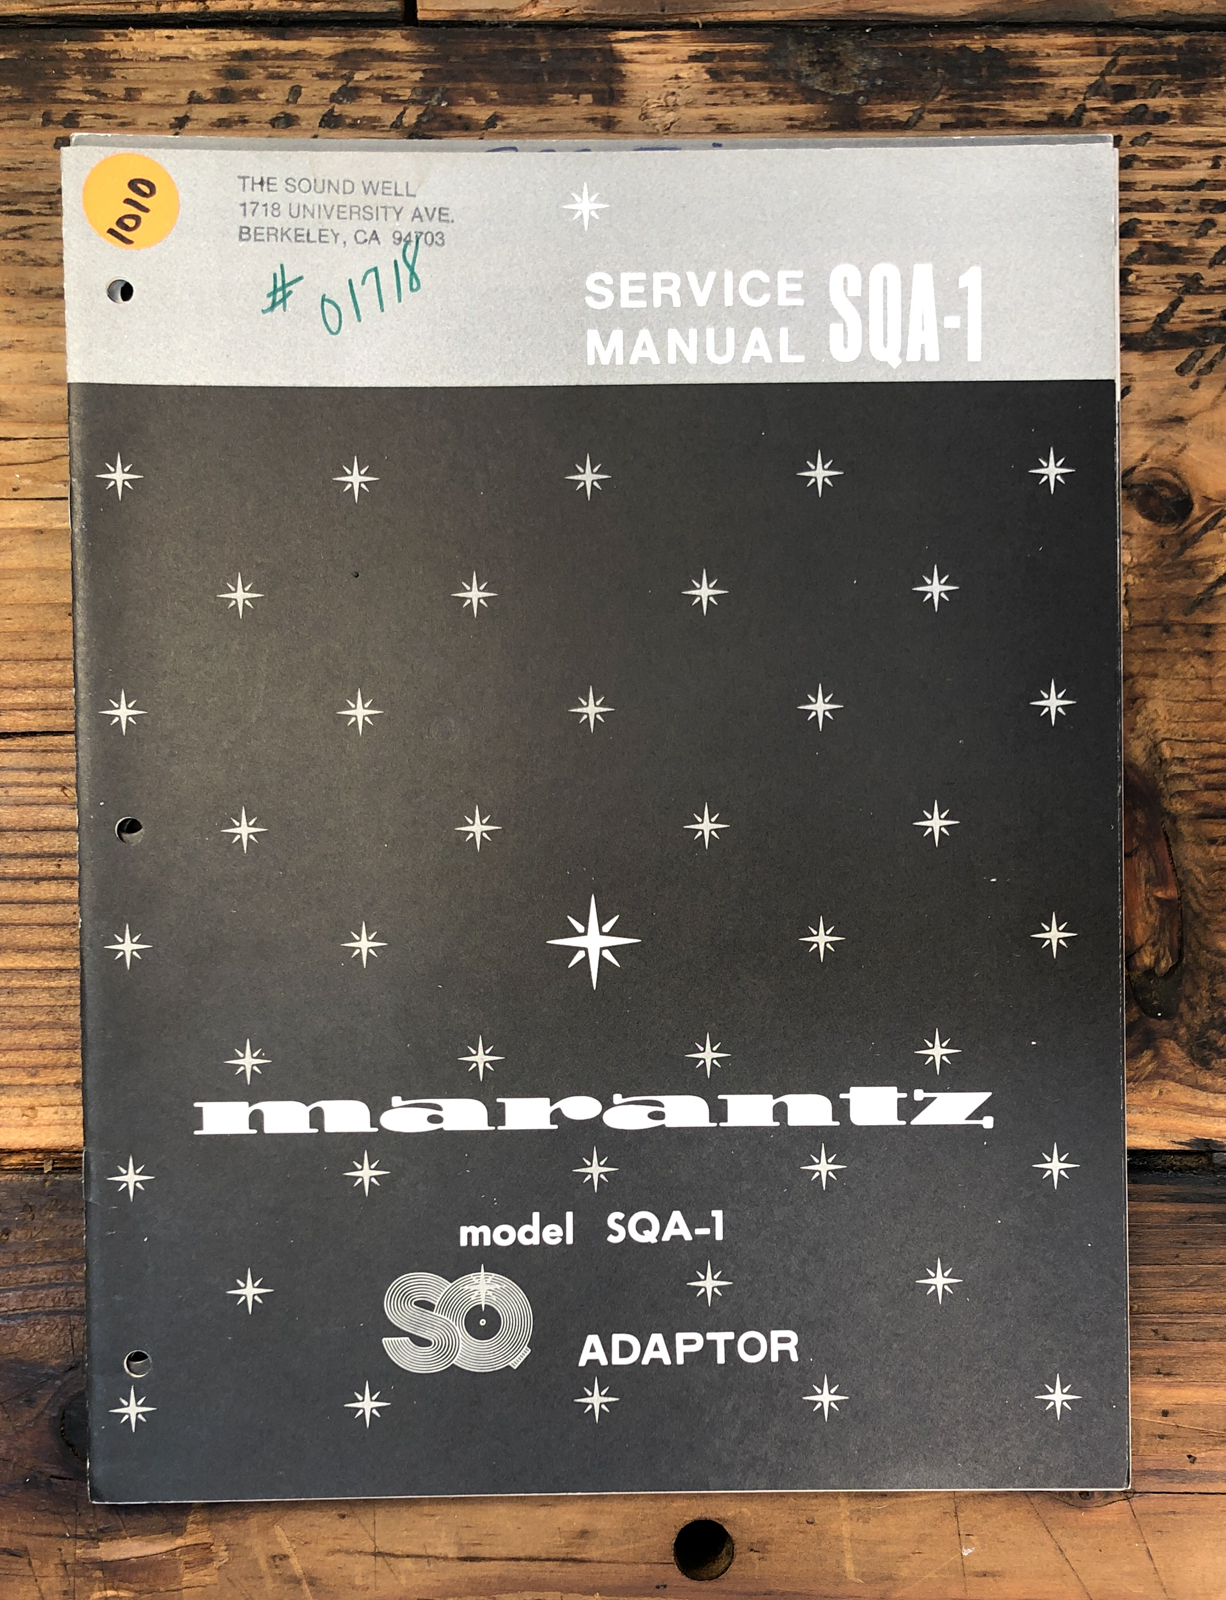 1010
THE SOUND WELL
1718 UNIVERSITY AVE.
BERKELEY, CA 94703
# 01718
SERVICE
MANUAL SQA-1
marantz
model SQA-1
SQ ADAPTOR